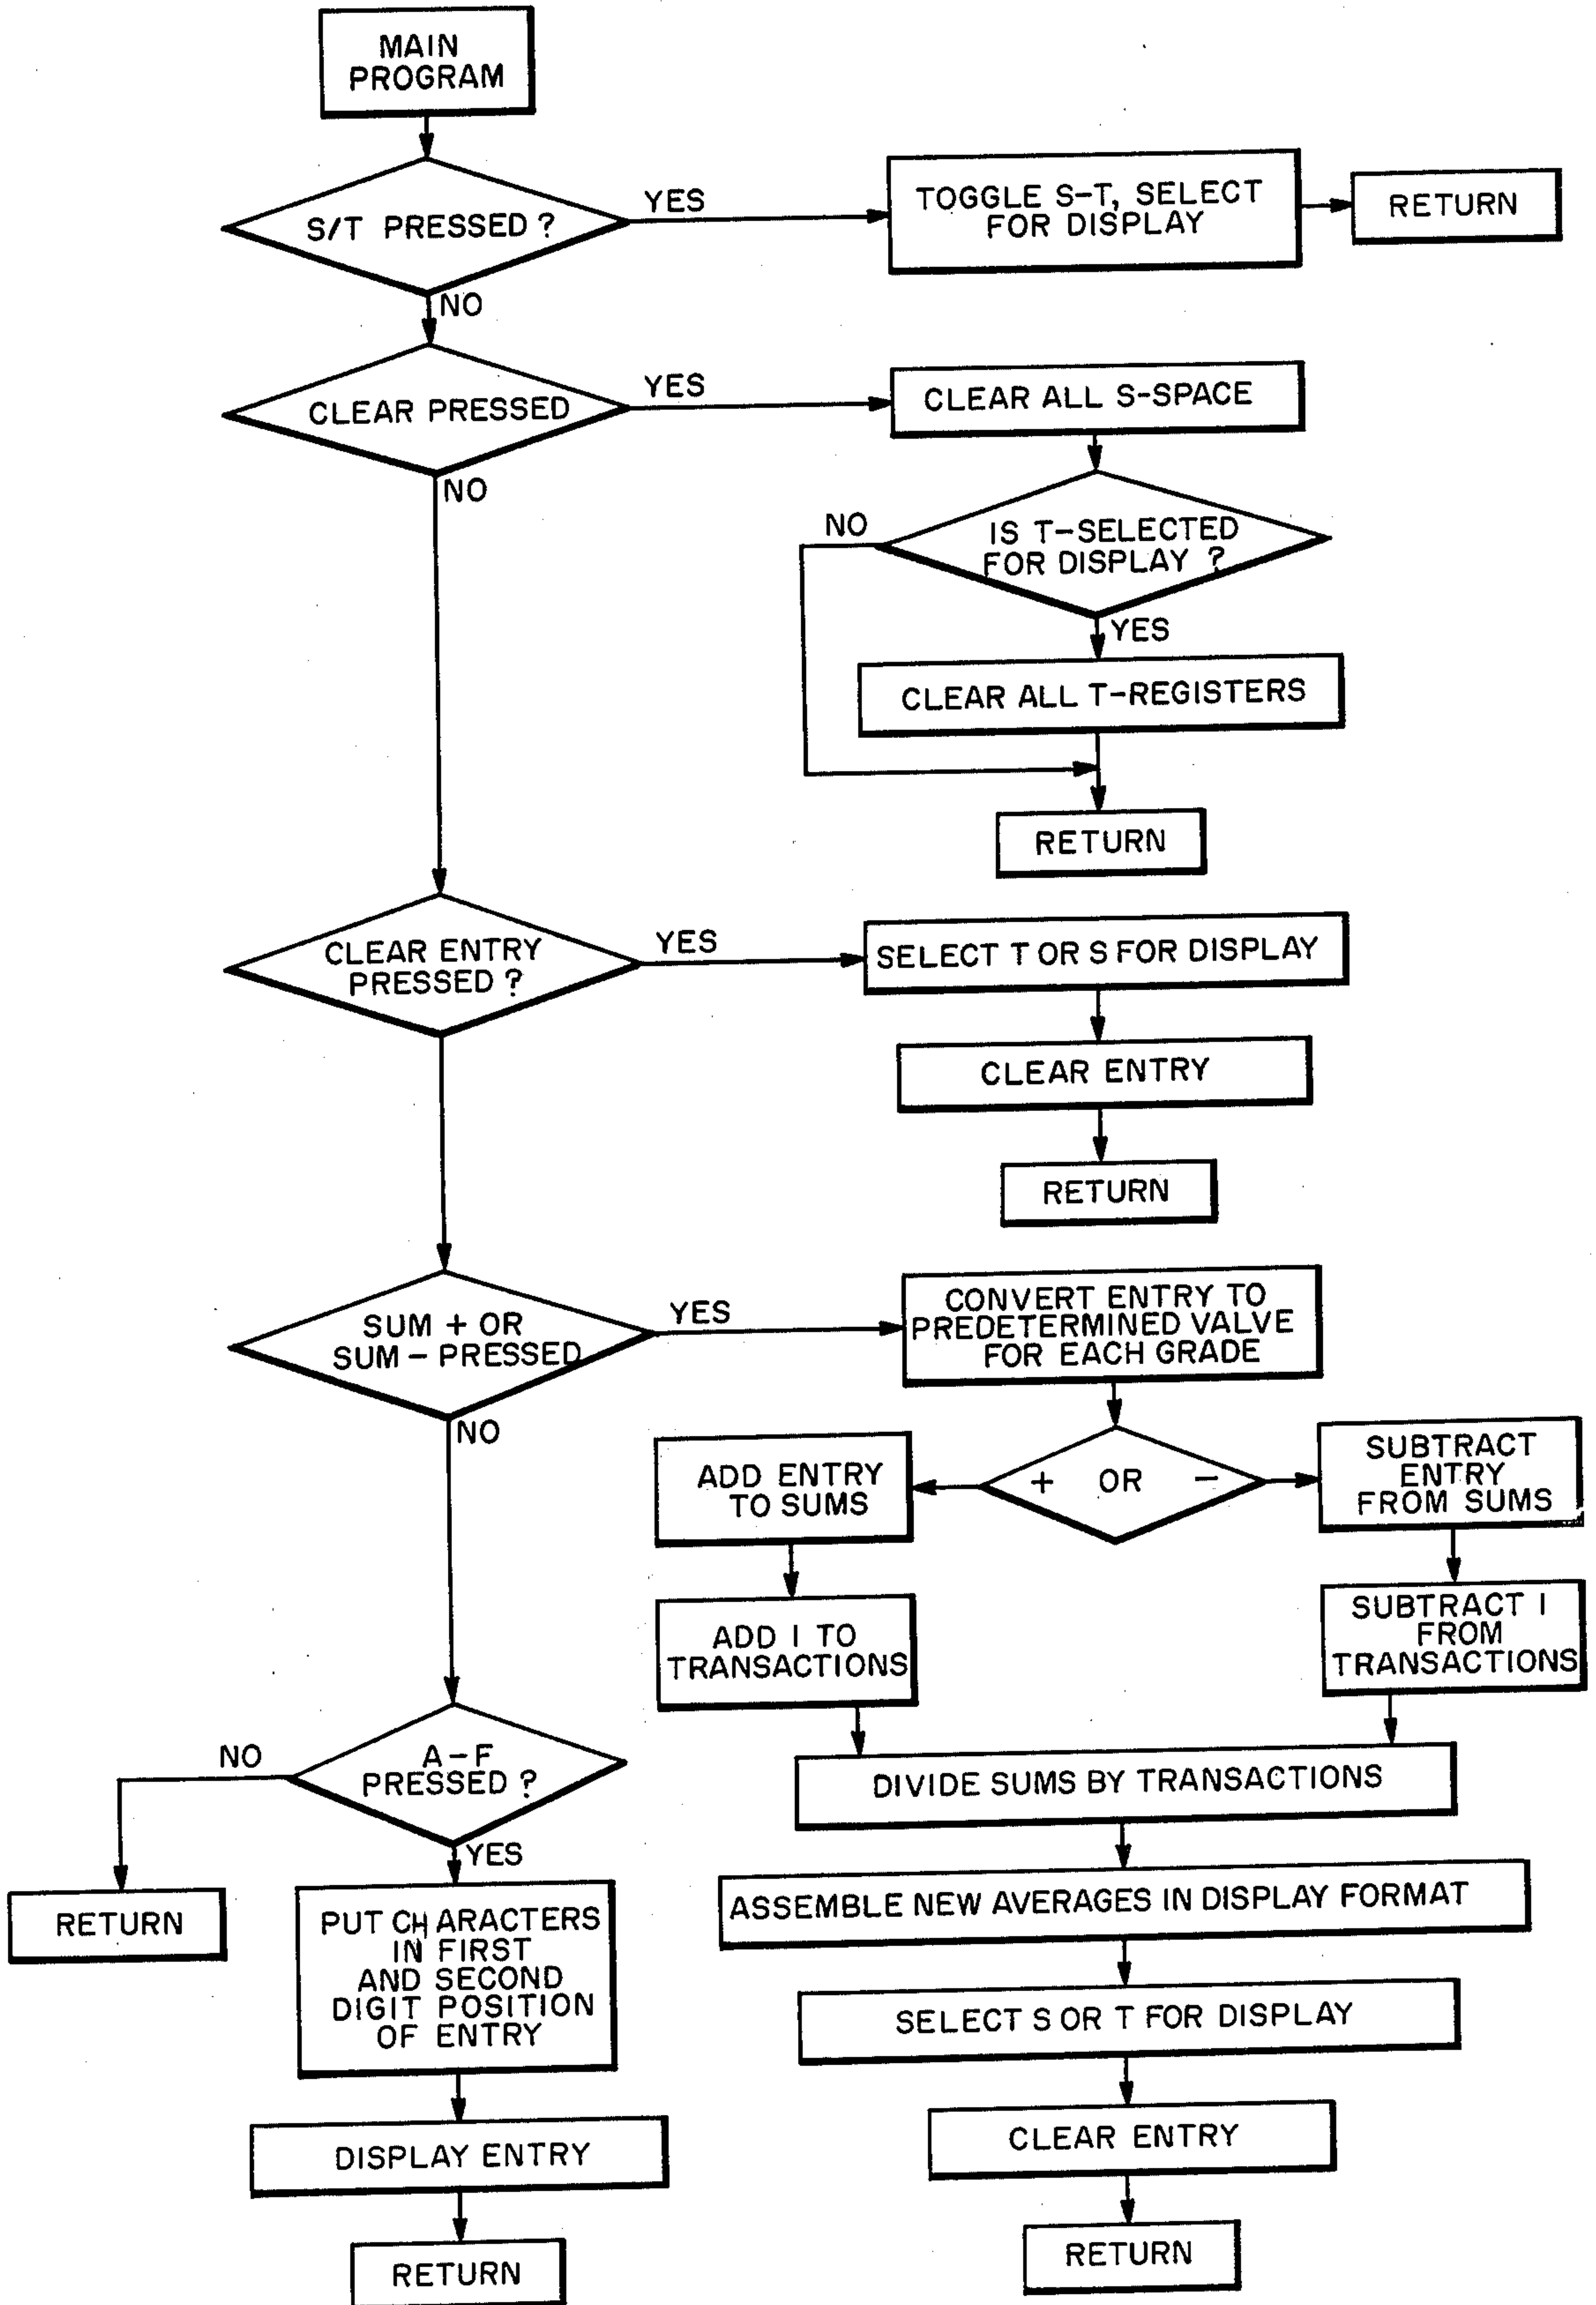 MAIN
PROGRAM
S/T PRESSED ?
YES
TOGGLE S-T, SELECT
FOR DISPLAY
RETURN
NO
CLEAR PRESSED
YES
CLEAR ALL S-SPACE
NO
IS T-SELECTED
FOR DISPLAY ?
NO
YES
CLEAR ALL T-REGISTERS
RETURN
CLEAR ENTRY
PRESSED ?
YES
SELECT T OR S FOR DISPLAY
CLEAR ENTRY
RETURN
SUM + OR
SUM - PRESSED
YES
CONVERT ENTRY TO
PREDETERMINED VALVE
FOR EACH GRADE
NO
ADD ENTRY
TO SUMS
+ OR -
SUBTRACT
ENTRY
FROM SUMS
ADD 1 TO
TRANSACTIONS
SUBTRACT 1
FROM
TRANSACTIONS
A-F
PRESSED ?
NO
YES
DIVIDE SUMS BY TRANSACTIONS
RETURN
PUT CHARACTERS
IN FIRST
AND SECOND
DIGIT POSITION
OF ENTRY
ASSEMBLE NEW AVERAGES IN DISPLAY FORMAT
SELECT S OR T FOR DISPLAY
DISPLAY ENTRY
CLEAR ENTRY
RETURN
RETURN